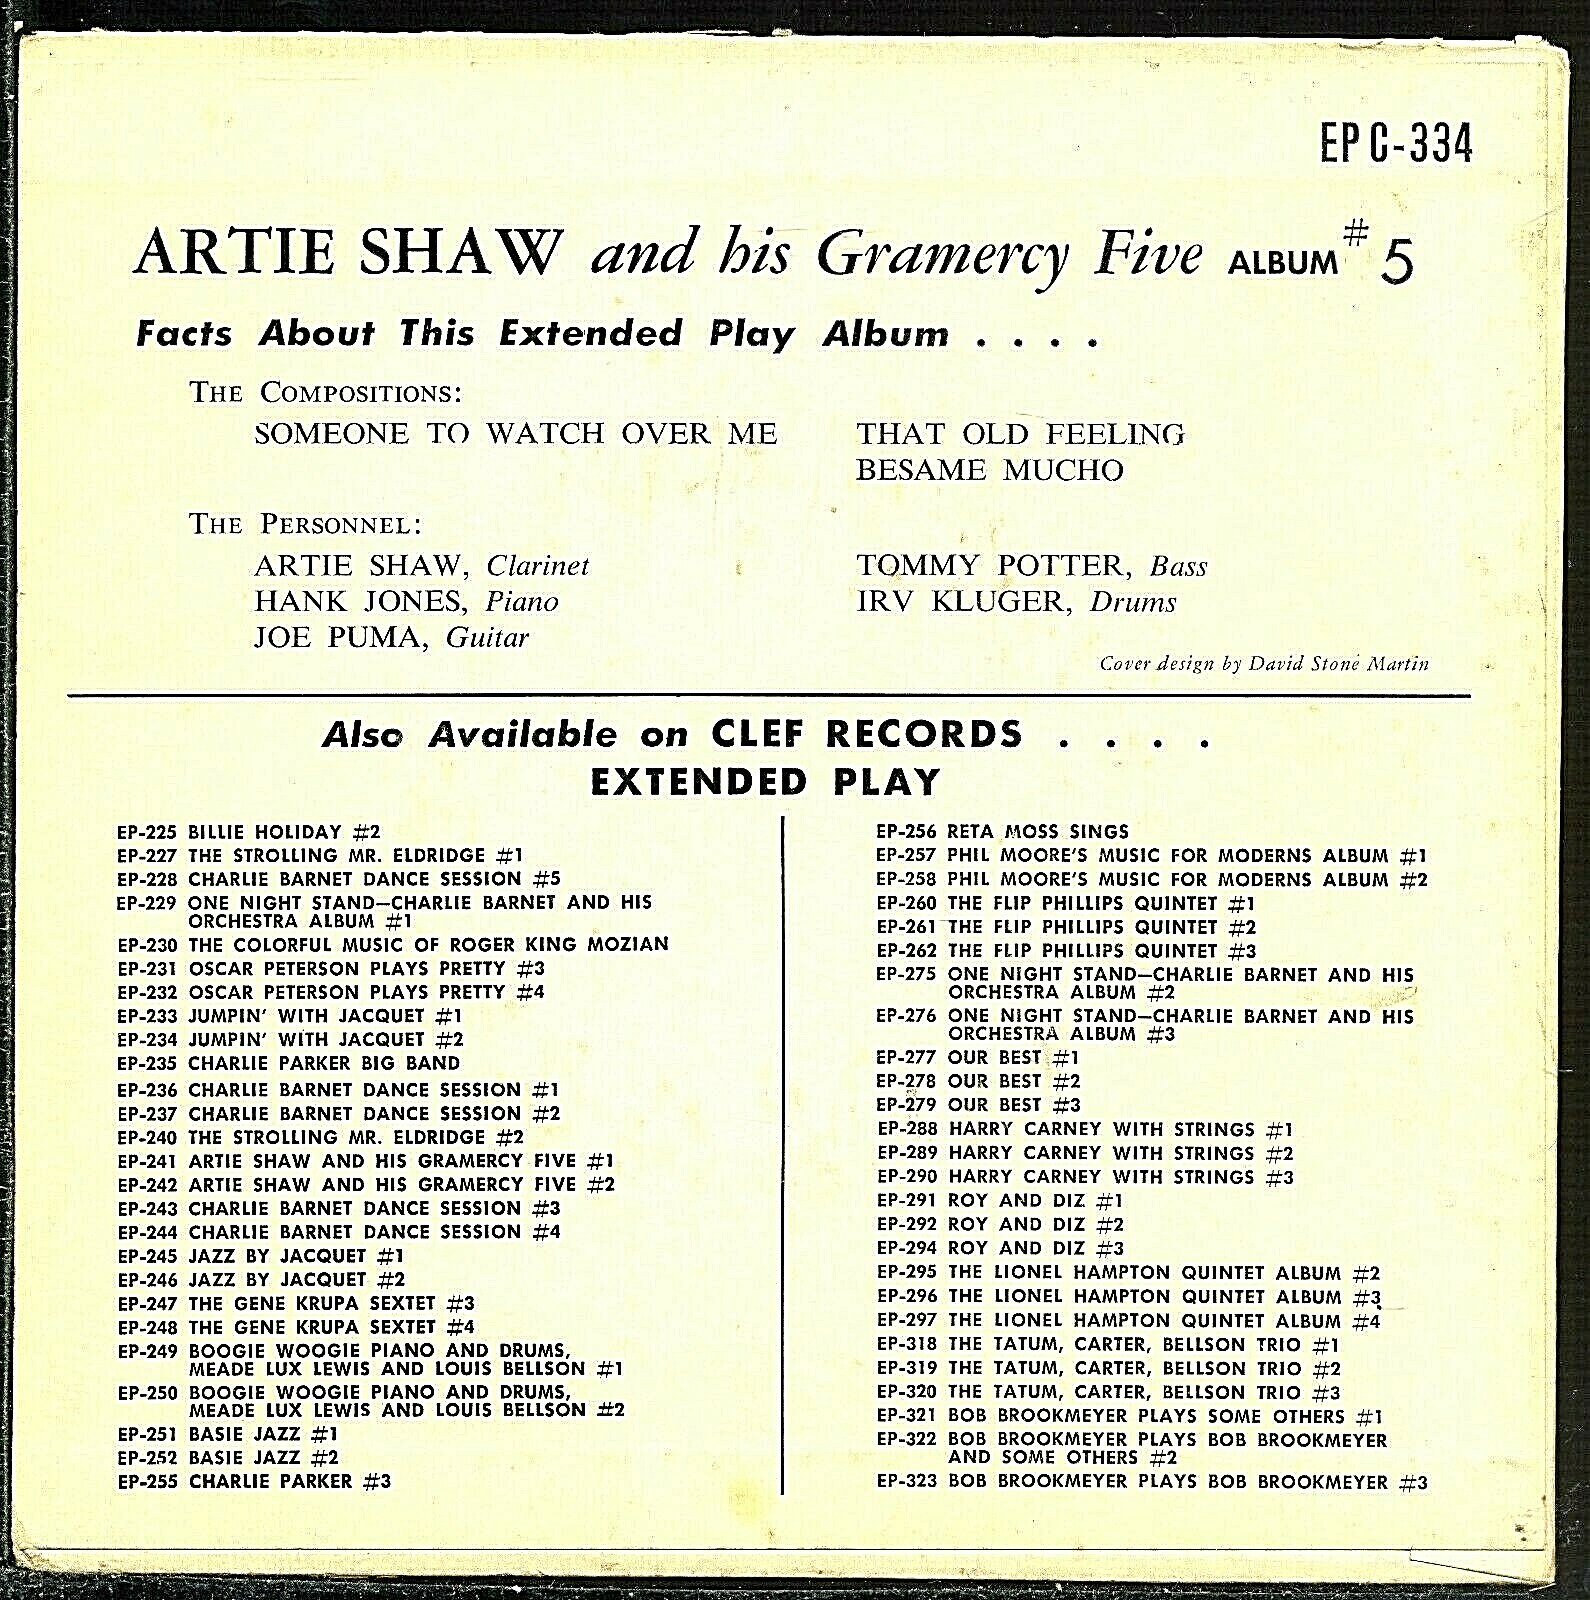 EP C-334
ARTIE SHAW and his Gramercy Five ALBUM # 5
Facts About This Extended Play Album . . . .
THE COMPOSITIONS:
SOMEONE TO WATCH OVER ME
THAT OLD FEELING
BESAME MUCHO
THE PERSONNEL:
ARTIE SHAW, Clarinet
HANK JONES, Piano
JOE PUMA, Guitar
TOMMY POTTER, Bass
IRV KLUGER, Drums
Cover design by David Stone Martin
Also Available on CLEF RECORDS . . . .
EXTENDED PLAY
EP-225 BILLIE HOLIDAY #2
EP-227 THE STROLLING MR. ELDRIDGE #1
EP-228 CHARLIE BARNET DANCE SESSION #5
EP-229 ONE NIGHT STAND—CHARLIE BARNET AND HIS
ORCHESTRA ALBUM #1
EP-230 THE COLORFUL MUSIC OF ROGER KING MOZIAN
EP-231 OSCAR PETERSON PLAYS PRETTY #3
EP-232 OSCAR PETERSON PLAYS PRETTY #4
EP-233 JUMPIN' WITH JACQUET #1
EP-234 JUMPIN' WITH JACQUET #2
EP-235 CHARLIE PARKER BIG BAND
EP-236 CHARLIE BARNET DANCE SESSION #1
EP-237 CHARLIE BARNET DANCE SESSION #2
EP-240 THE STROLLING MR. ELDRIDGE #2
EP-241 ARTIE SHAW AND HIS GRAMERCY FIVE #1
EP-242 ARTIE SHAW AND HIS GRAMERCY FIVE #2
EP-243 CHARLIE BARNET DANCE SESSION #3
EP-244 CHARLIE BARNET DANCE SESSION #4
EP-245 JAZZ BY JACQUET #1
EP-246 JAZZ BY JACQUET #2
EP-247 THE GENE KRUPA SEXTET #3
EP-248 THE GENE KRUPA SEXTET #4
EP-249 BOOGIE WOOGIE PIANO AND DRUMS,
MEADE LUX LEWIS AND LOUIS BELLSON #1
EP-250 BOOGIE WOOGIE PIANO AND DRUMS,
MEADE LUX LEWIS AND LOUIS BELLSON #2
EP-251 BASIE JAZZ #1
EP-252 BASIE JAZZ #2
EP-255 CHARLIE PARKER #3
EP-256 RETA MOSS SINGS
EP-257 PHIL MOORE'S MUSIC FOR MODERNS ALBUM #1
EP-258 PHIL MOORE'S MUSIC FOR MODERNS ALBUM #2
EP-260 THE FLIP PHILLIPS QUINTET #1
EP-261 THE FLIP PHILLIPS QUINTET #2
EP-262 THE FLIP PHILLIPS QUINTET #3
EP-275 ONE NIGHT STAND—CHARLIE BARNET AND HIS
ORCHESTRA ALBUM #2
EP-276 ONE NIGHT STAND—CHARLIE BARNET AND HIS
ORCHESTRA ALBUM #3
EP-277 OUR BEST #1
EP-278 OUR BEST #2
EP-279 OUR BEST #3
EP-288 HARRY CARNEY WITH STRINGS #1
EP-289 HARRY CARNEY WITH STRINGS #2
EP-290 HARRY CARNEY WITH STRINGS #3
EP-291 ROY AND DIZ #1
EP-292 ROY AND DIZ #2
EP-294 ROY AND DIZ #3
EP-295 THE LIONEL HAMPTON QUINTET ALBUM #2
EP-296 THE LIONEL HAMPTON QUINTET ALBUM #3
EP-297 THE LIONEL HAMPTON QUINTET ALBUM #4
EP-318 THE TATUM, CARTER, BELLSON TRIO #1
EP-319 THE TATUM, CARTER, BELLSON TRIO #2
EP-320 THE TATUM, CARTER, BELLSON TRIO #3
EP-321 BOB BROOKMEYER PLAYS SOME OTHERS #1
EP-322 BOB BROOKMEYER PLAYS BOB BROOKMEYER
AND SOME OTHERS #2
EP-323 BOB BROOKMEYER PLAYS BOB BROOKMEYER #3